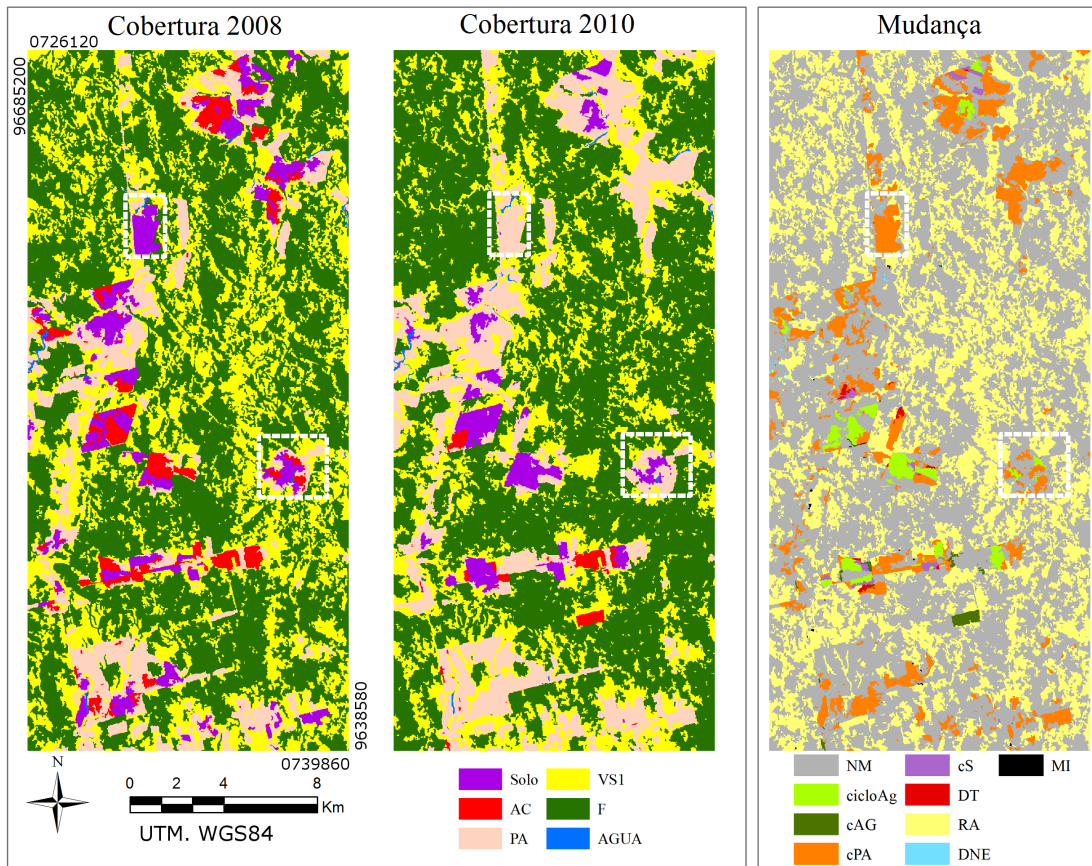 Cobertura 2008
Cobertura 2010
Mudança
0726120
96685200
9638580
0739860
N
0 2 4 8
Km
UTM. WGS84
Solo
AC
PA
VS1
F
AGUA
NM
cicloAg
cAG
cPA
cS
DT
RA
DNE
MI